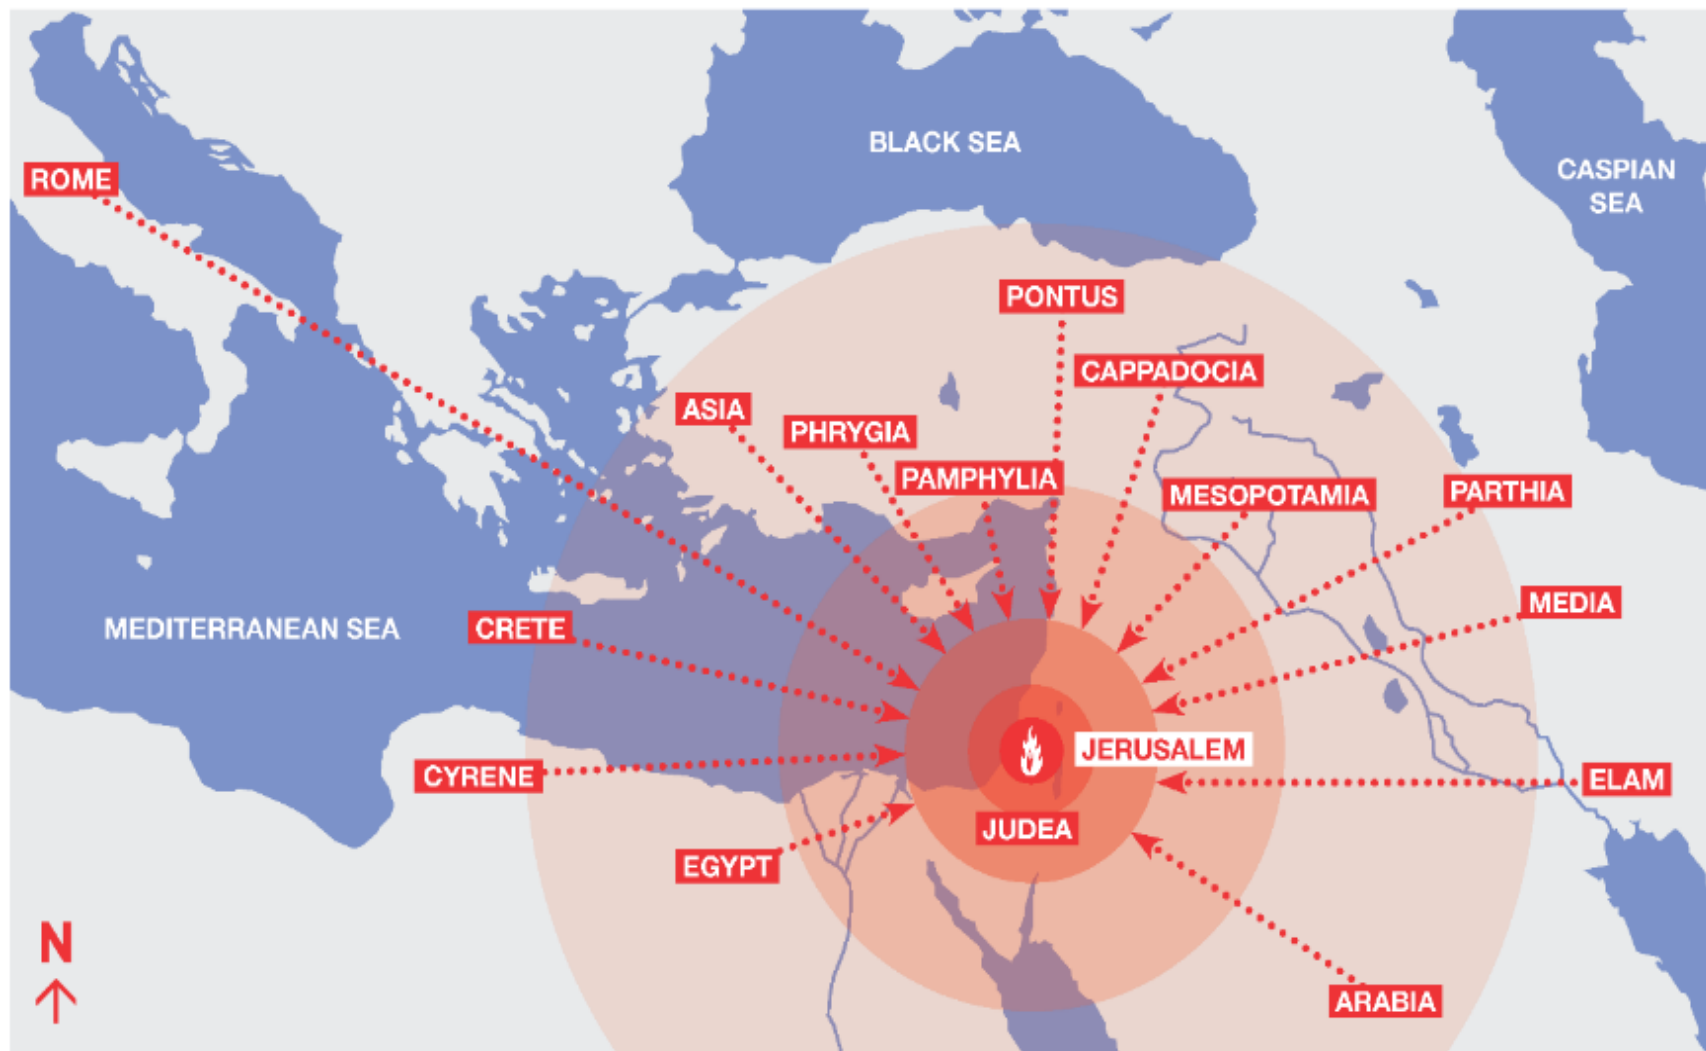 BLACK SEA
CASPIAN
SEA
ROME
PONTUS
CAPPADOCIA
ASIA
PHRYGIA
PAMPHYLIA
MESOPOTAMIA
PARTHIA
MEDIA
CRETE
MEDITERRANEAN SEA
JERUSALEM
CYRENE
ELAM
JUDEA
EGYPT
N
ARABIA